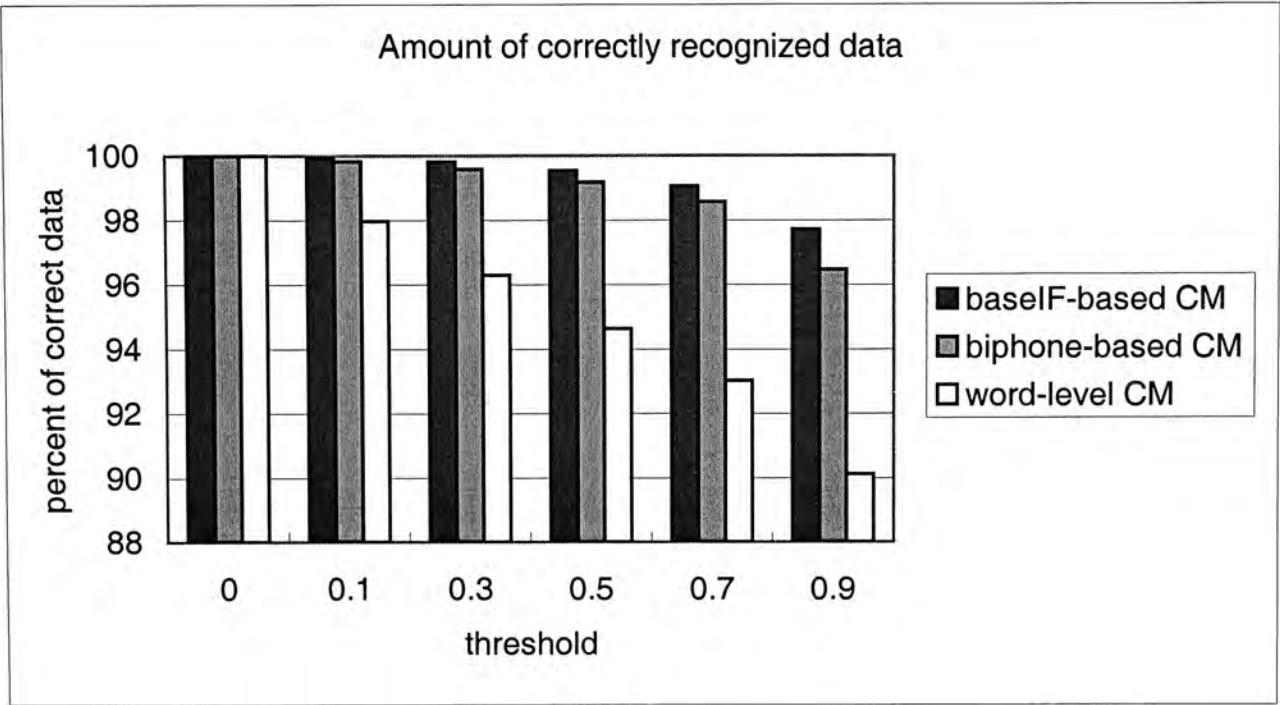 Amount of correctly recognized data
percent of correct data
100
98
96
94
92
90
88
0 0.1 0.3 0.5 0.7 0.9
threshold
baseIF-based CM
biphone-based CM
word-level CM